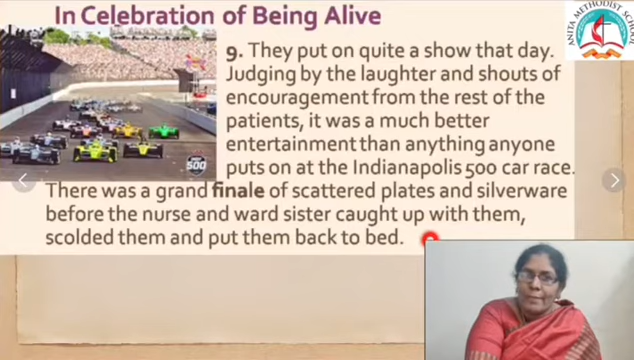 In Celebration of Being Alive
ANITA METHODIST SCHOOL
9. They put on quite a show that day.
Judging by the laughter and shouts of
encouragement from the rest of the
patients, it was a much better
entertainment than anything anyone
puts on at the Indianapolis 500 car race.
There was a grand finale of scattered plates and silverware
before the nurse and ward sister caught up with them,
scolded them and put them back to bed.
500